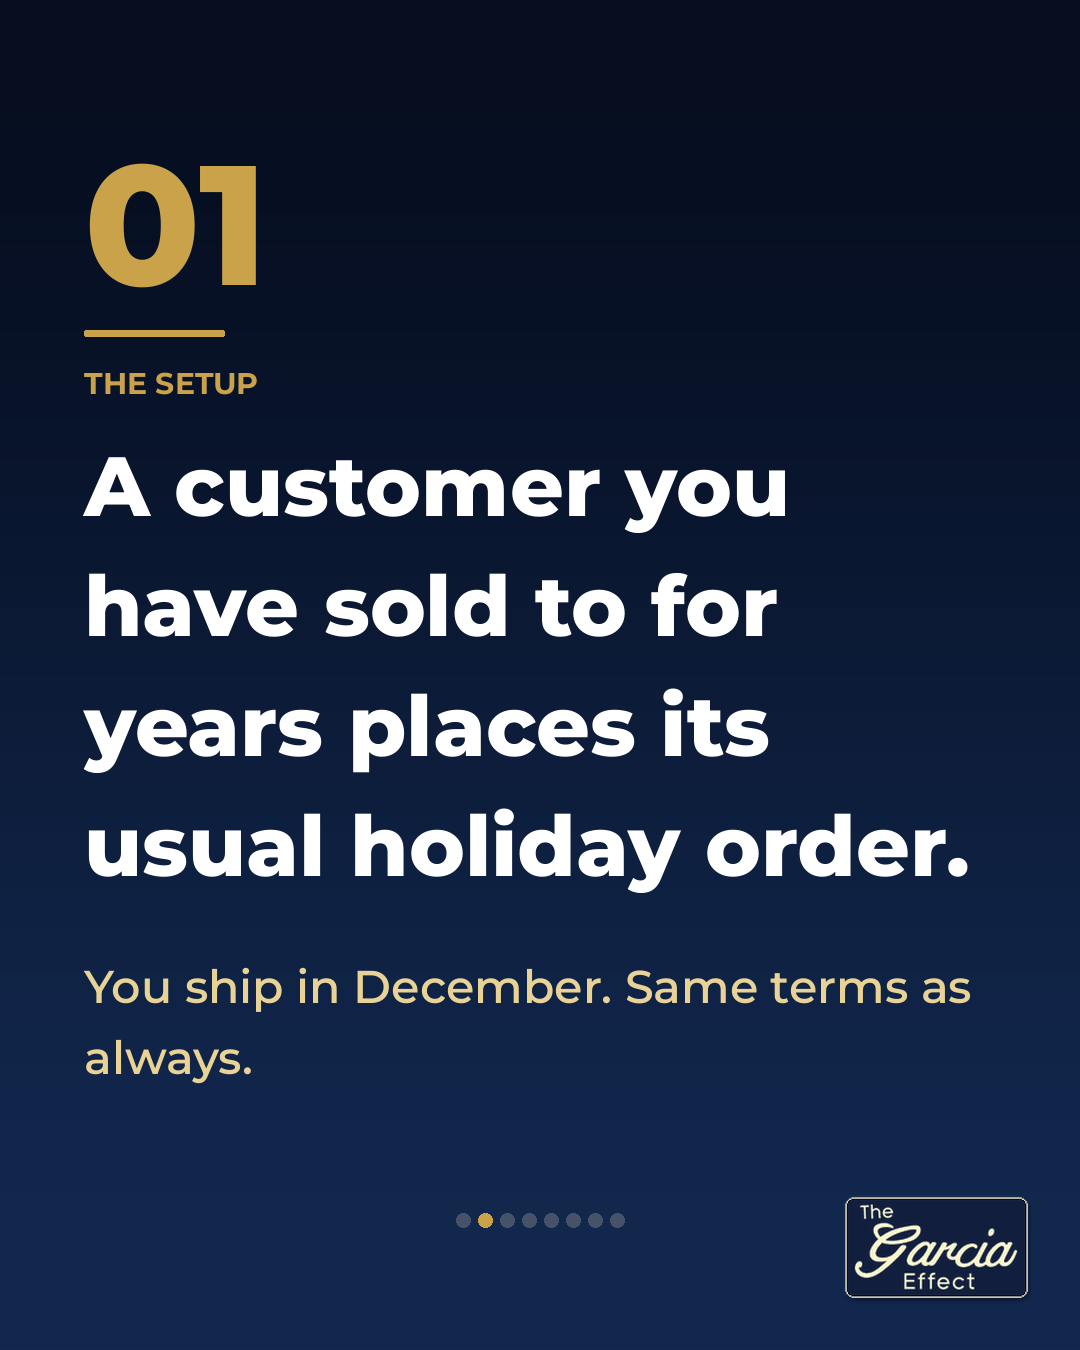 01
THE SETUP
A customer you
have sold to for
years places its
usual holiday order.
You ship in December. Same terms as
always.
The
Garcia
Effect